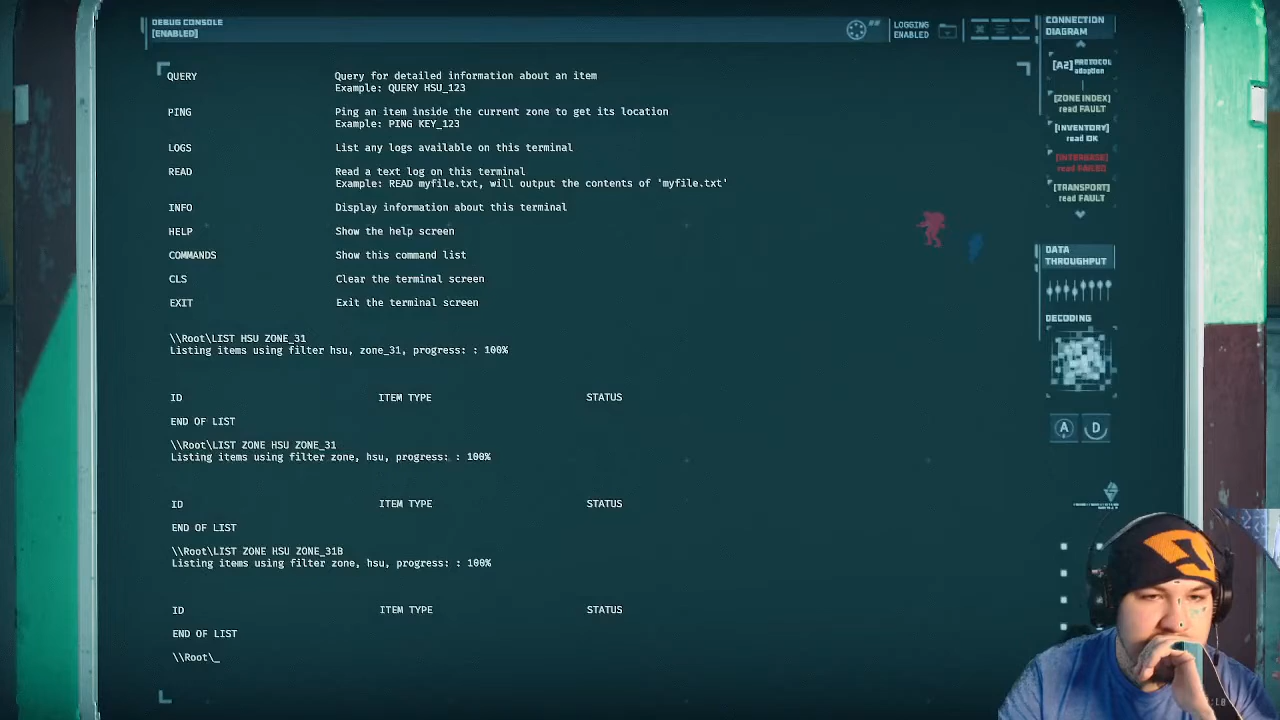 DEBUG CONSOLE
[ENABLED]
LOGGING
ENABLED
CONNECTION
DIAGRAM
QUERY Query for detailed information about an item
Example: QUERY HSU_123
PING Ping an item inside the current zone to get its location
Example: PING KEY_123
LOGS List any logs available on this terminal
READ Read a text log on this terminal
Example: READ myfile.txt, will output the contents of 'myfile.txt'
INFO Display information about this terminal
HELP Show the help screen
COMMANDS Show this command list
CLS Clear the terminal screen
EXIT Exit the terminal screen
\\Root\LIST HSU ZONE_31
Listing items using filter hsu, zone_31, progress: : 100%
ID ITEM TYPE STATUS
END OF LIST
\\Root\LIST ZONE HSU ZONE_31
Listing items using filter zone, hsu, progress: : 100%
ID ITEM TYPE STATUS
END OF LIST
\\Root\LIST ZONE HSU ZONE_31B
Listing items using filter zone, hsu, progress: : 100%
ID ITEM TYPE STATUS
END OF LIST
\\Root\_
[A2] PROTOCOL
adaption
[ZONE INDEX]
read FAULT
[INVENTORY]
read OK
read FAILED
[TRANSPORT]
read FAULT
DATA
THROUGHPUT
DECODING
A D